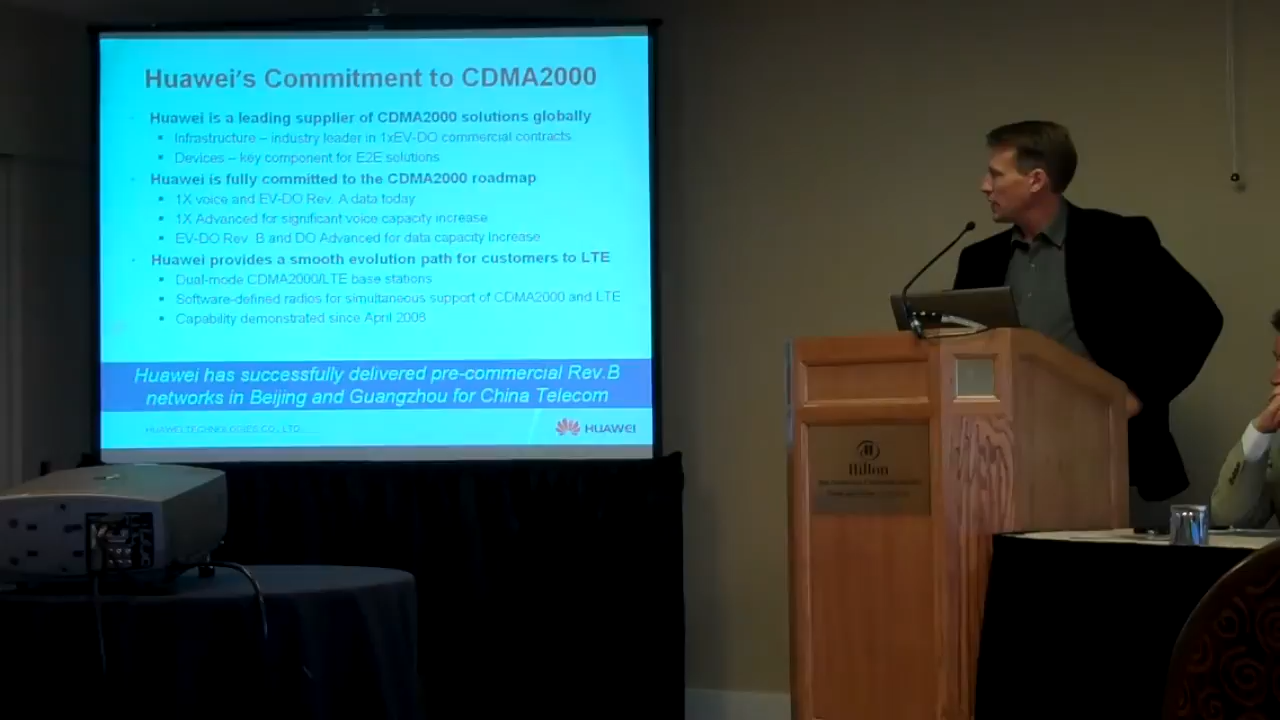 Huawei's Commitment to CDMA2000
Huawei is a leading supplier of CDMA2000 solutions globally
Infrastructure – industry leader in 1xEV-DO commercial contracts
Devices – key component for E2E solutions
Huawei is fully committed to the CDMA2000 roadmap
1X voice and EV-DO Rev. A data today
1X Advanced for significant voice capacity increase
EV-DO Rev. B and DO Advanced for data capacity increase
Huawei provides a smooth evolution path for customers to LTE
Dual-mode CDMA2000/LTE base stations
Software-defined radios for simultaneous support of CDMA2000 and LTE
Capability demonstrated since April 2008
Huawei has successfully delivered pre-commercial Rev.B
networks in Beijing and Guangzhou for China Telecom
HUAWEI TECHNOLOGIES CO., LTD.
HUAWEI
Hilton